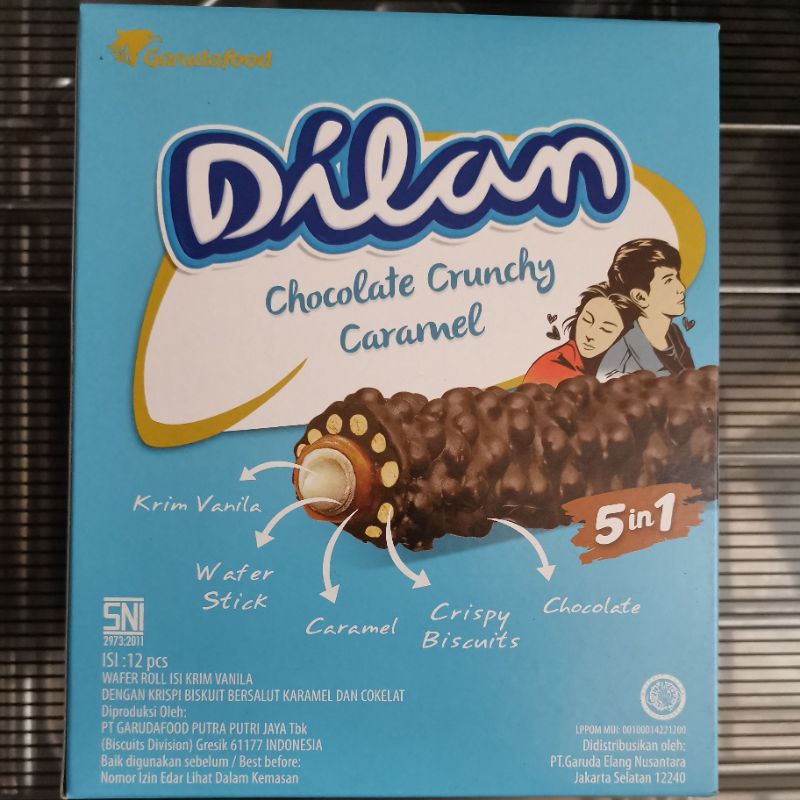 Garudafood
Dilan
Chocolate Crunchy
Caramel
5 in 1
Krim Vanila
Wafer
Stick
Caramel
Crispy
Biscuits
Chocolate
SNI
2973:2011
ISI :12 pcs
WAFER ROLL ISI KRIM VANILA
DENGAN KRISPI BISKUIT BERSALUT KARAMEL DAN COKELAT
Diproduksi Oleh:
PT GARUDAFOOD PUTRA PUTRI JAYA Tbk
(Biscuits Division) Gresik 61177 INDONESIA
Baik digunakan sebelum / Best before:
Nomor Izin Edar Lihat Dalam Kemasan
LPPOM MUI: 00100014221200
Didistribusikan oleh:
PT.Garuda Elang Nusantara
Jakarta Selatan 12240